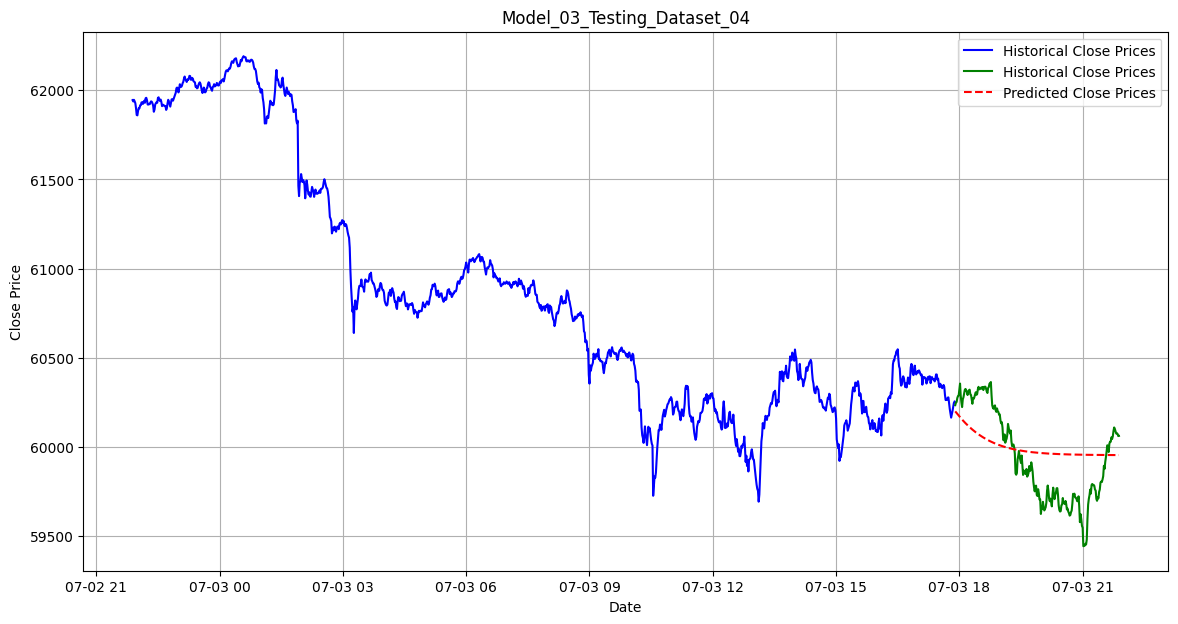 Model_03_Testing_Dataset_04
Historical Close Prices
Historical Close Prices
Predicted Close Prices
Close Price
62000
61500
61000
60500
60000
59500
07-02 21
07-03 00
07-03 03
07-03 06
07-03 09
07-03 12
07-03 15
07-03 18
07-03 21
Date